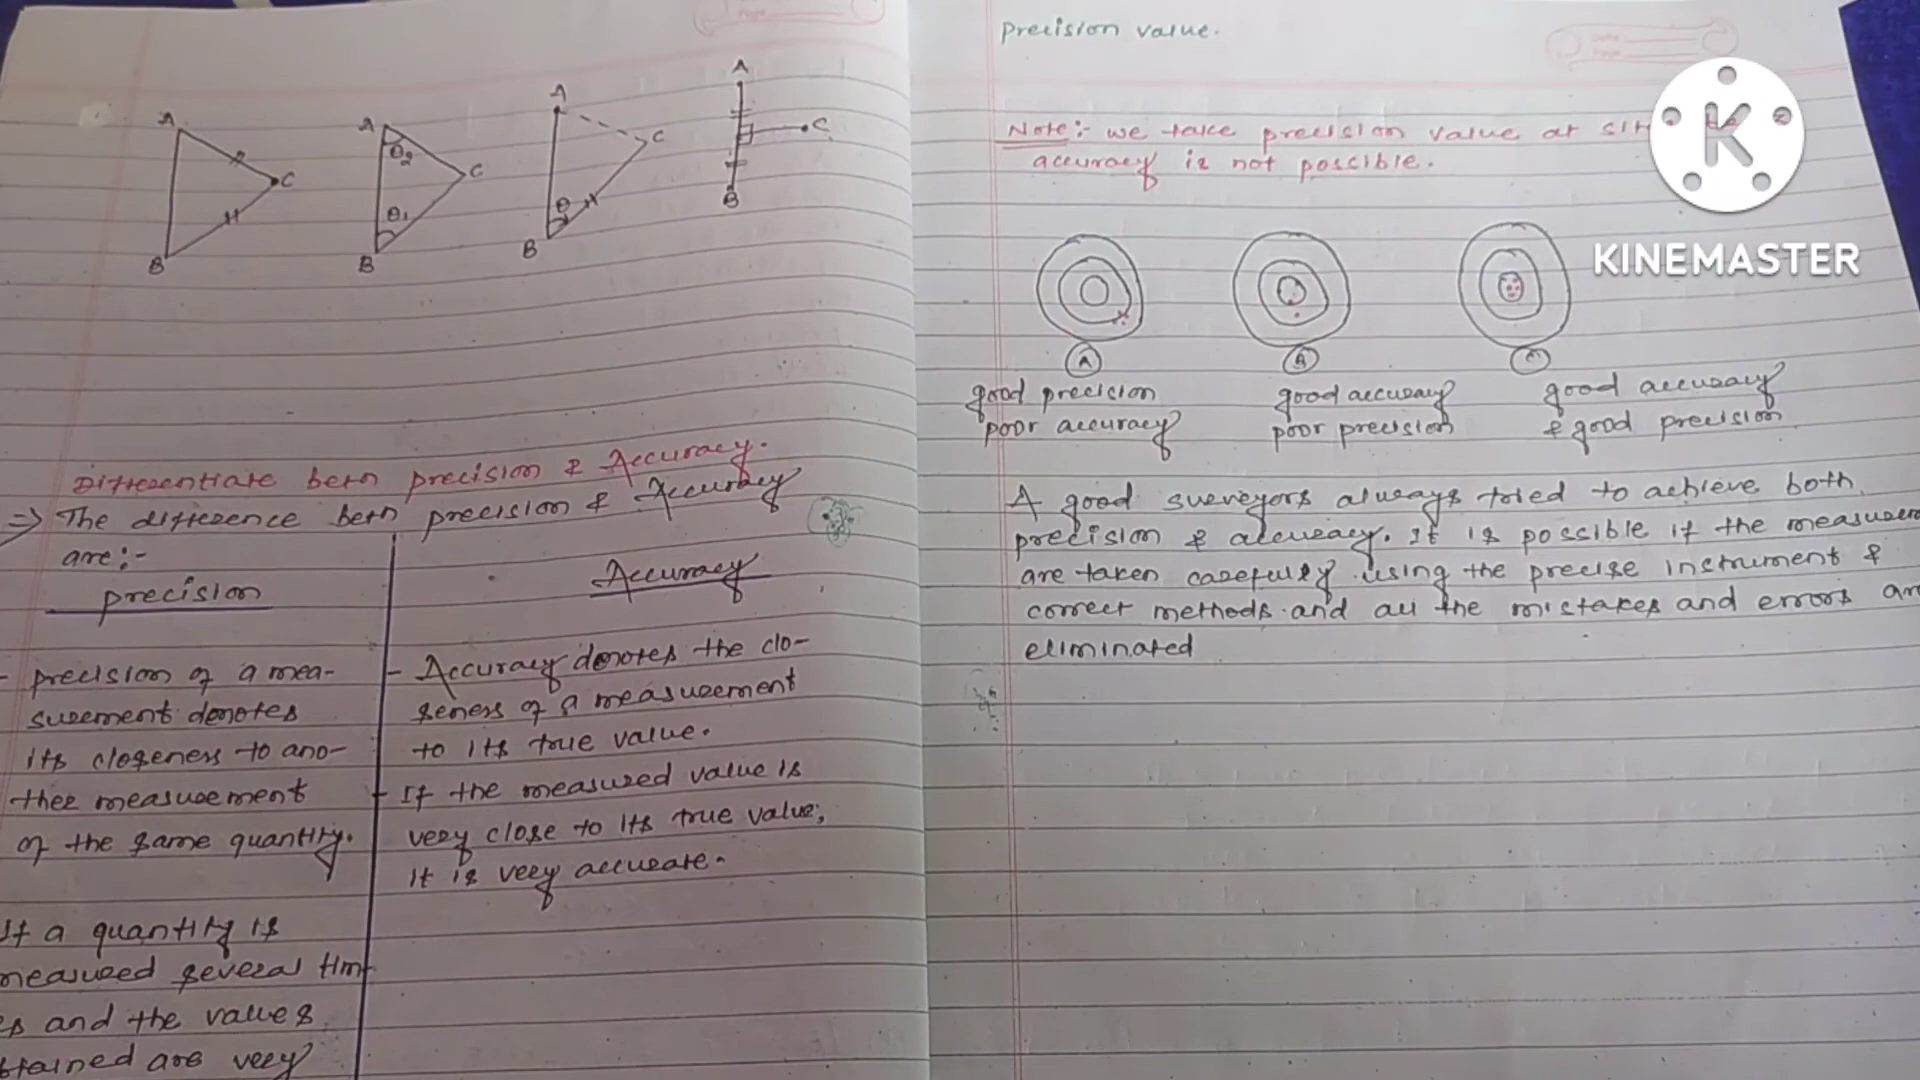 A
C
B
A
θ2
C
θ1
B
A
C
θ
B
A
C
B
Differentiate betn precision & Accuracy.
=> The difference betn precision & Accuracy
are:-
precision
- precision of a mea-
surement denotes
its closeness to ano-
ther measurement
of the same quantity.
If a quantity is
measured several tim-
es and the values
very
Accuracy
- Accuracy denotes the clo-
seness of a measurement
to its true value.
- If the measured value is
very close to its true value;
it is very accurate.
precision value.
Note:- we take precision value at
accuracy is not possible.
A
B
C
good precision
poor accuracy
good accuracy
poor precision
good accuracy
& good precision
A good surveyors always tried to achieve both
precision & accuracy. It is possible if the
are taken carefully using the precise instrument &
correct methods and all the mistakes and errors
eliminated
K
KINEMASTER